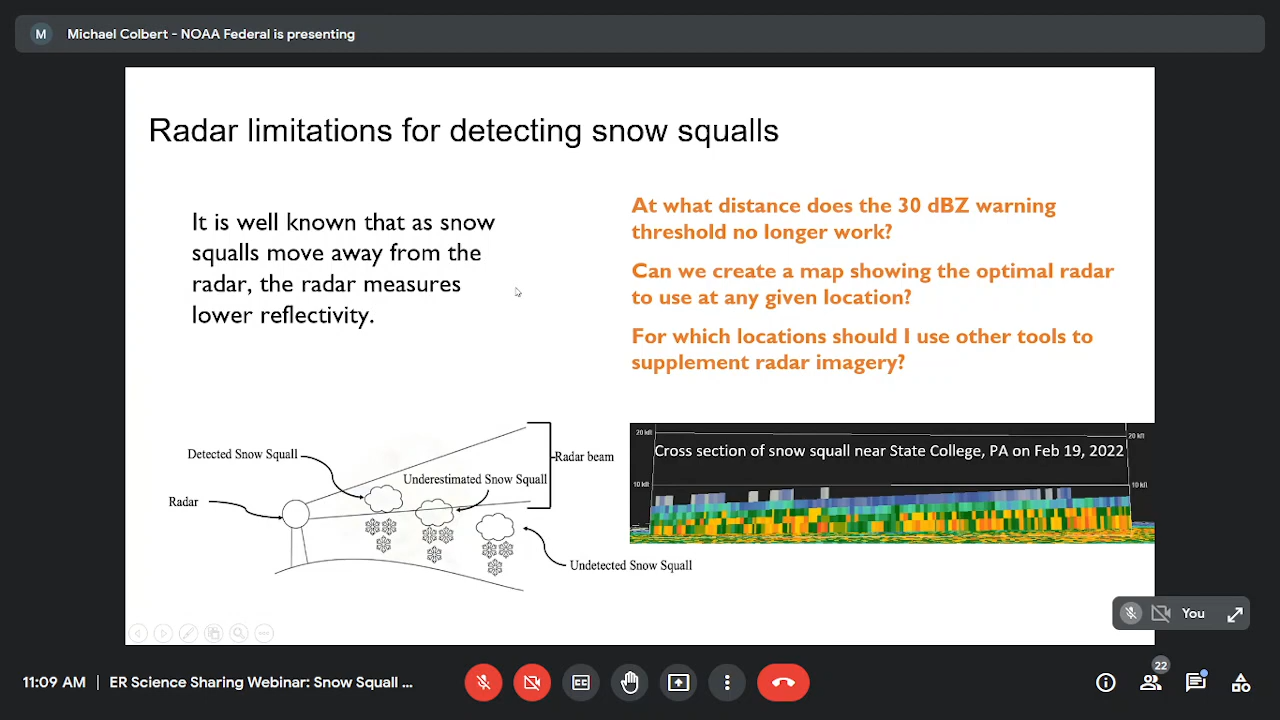 M
Michael Colbert - NOAA Federal is presenting
Radar limitations for detecting snow squalls
It is well known that as snow
squalls move away from the
radar, the radar measures
lower reflectivity.
At what distance does the 30 dBZ warning
threshold no longer work?
Can we create a map showing the optimal radar
to use at any given location?
For which locations should I use other tools to
supplement radar imagery?
Detected Snow Squall
Radar beam
Underestimated Snow Squall
Radar
Undetected Snow Squall
20 kft
20 kft
Cross section of snow squall near State College, PA on Feb 19, 2022
10 kft
10 kft
You
11:09 AM | ER Science Sharing Webinar: Snow Squall ...
CC
22